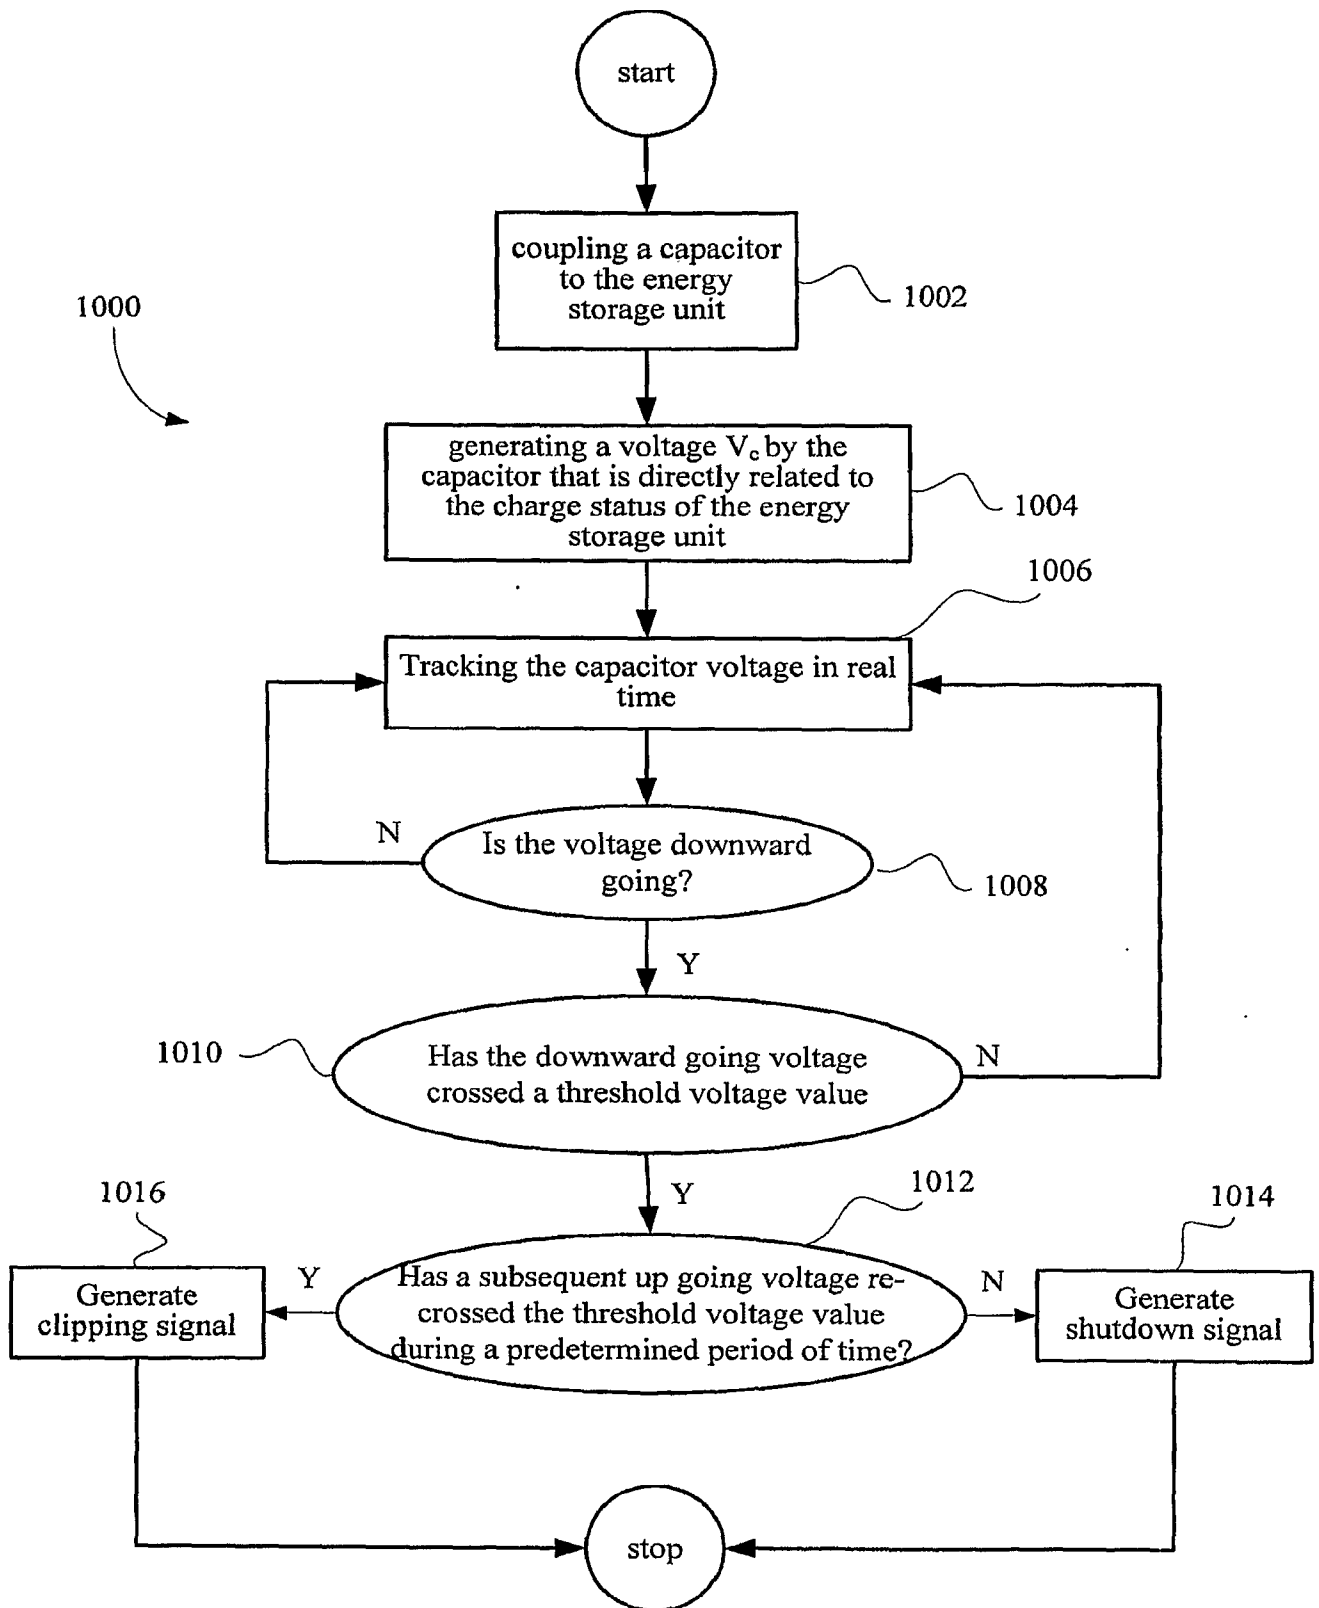 start
coupling a capacitor
to the energy
storage unit
1002
1000
generating a voltage Vc by the
capacitor that is directly related to
the charge status of the energy
storage unit
1004
1006
Tracking the capacitor voltage in real
time
N
Is the voltage downward
going?
1008
Y
1010
Has the downward going voltage
crossed a threshold voltage value
N
Y
1012
1016
1014
Generate
clipping signal
Y
Has a subsequent up going voltage re-
crossed the threshold voltage value
during a predetermined period of time?
N
Generate
shutdown signal
stop